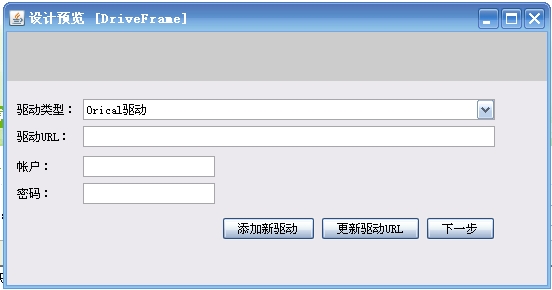 设计预览 [DriveFrame]
驱动类型： Orical驱动
驱动URL：
帐户：
密码：
添加新驱动 更新驱动URL 下一步